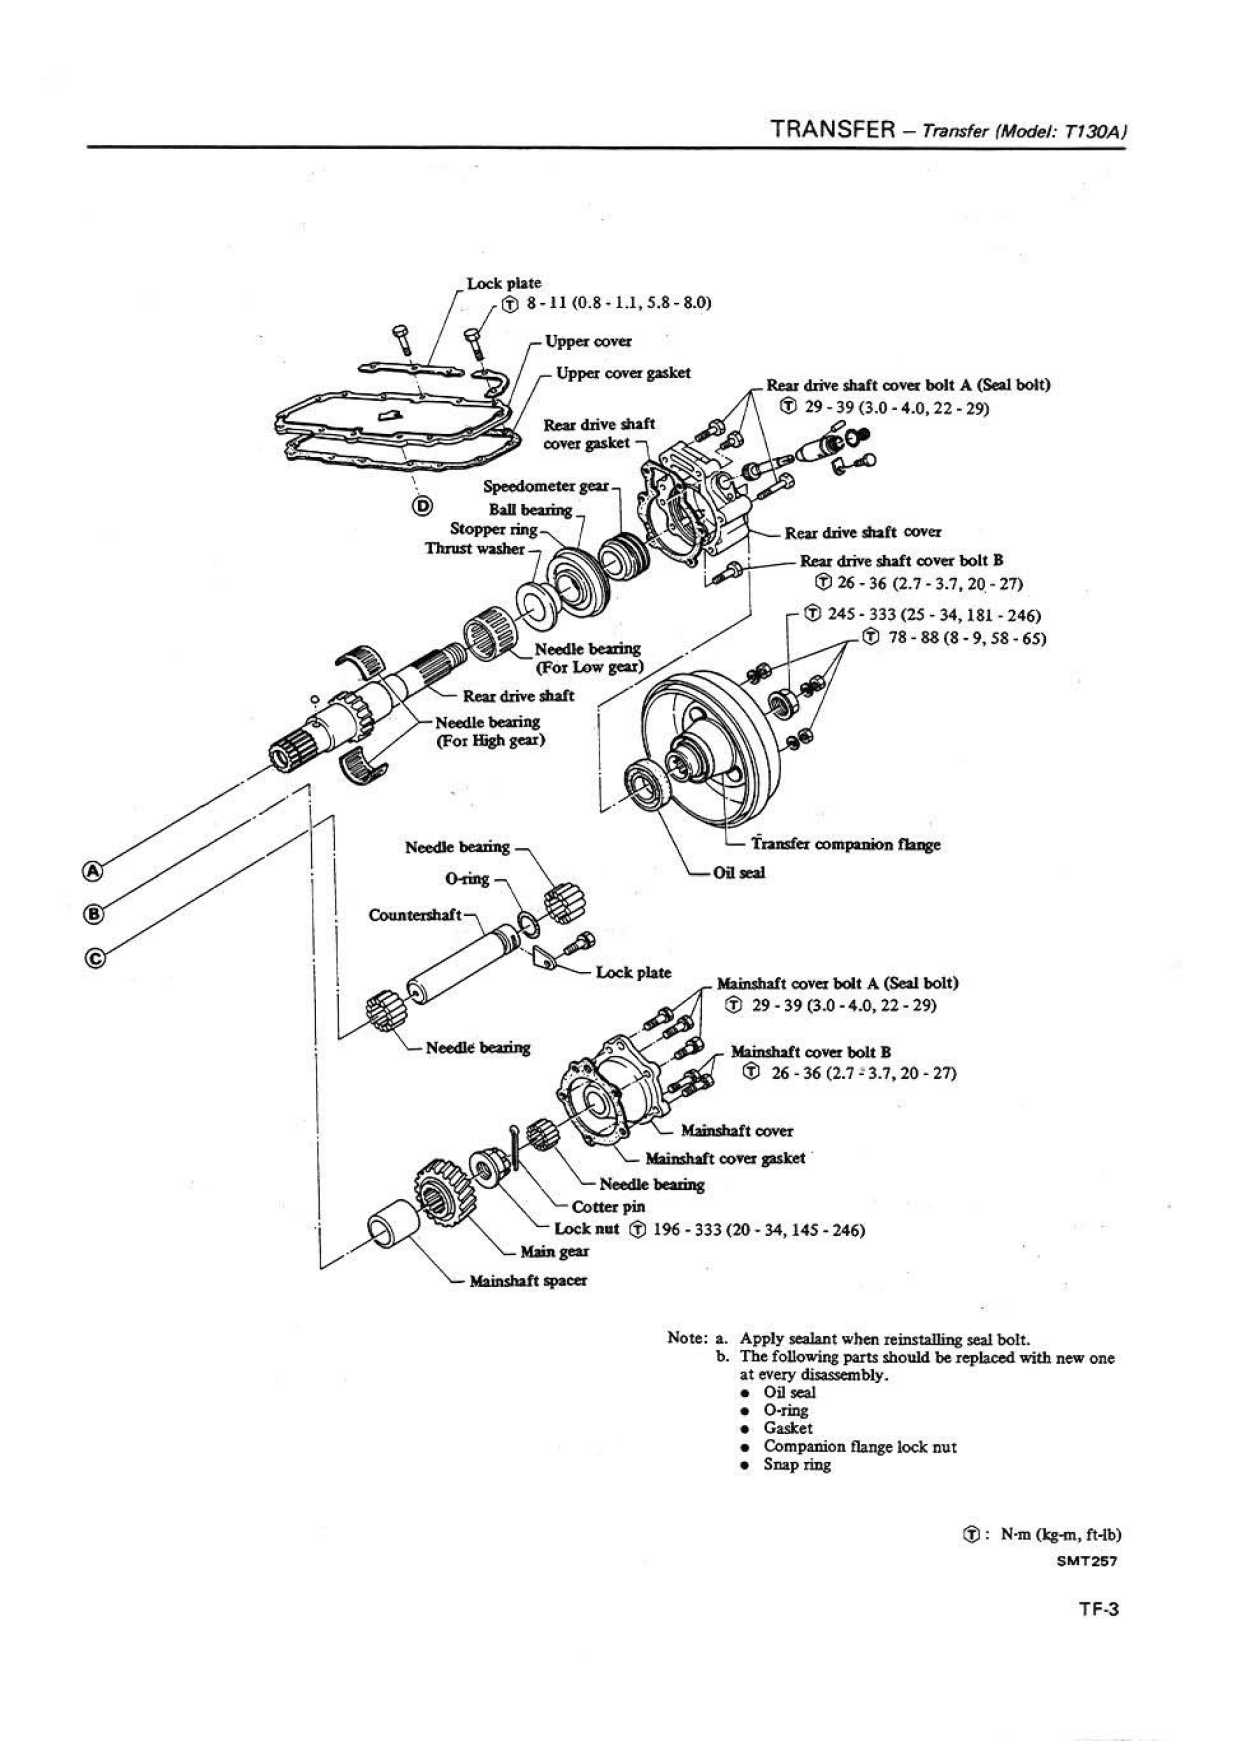 TRANSFER – Transfer (Model: T130A)
Lock plate
Ⓣ 8 - 11 (0.8 - 1.1, 5.8 - 8.0)
Upper cover
Upper cover gasket
Rear drive shaft cover bolt A (Seal bolt)
Ⓣ 29 - 39 (3.0 - 4.0, 22 - 29)
Rear drive shaft
cover gasket
Speedometer gear
Ⓓ
Ball bearing
Stopper ring
Thrust washer
Rear drive shaft cover
Rear drive shaft cover bolt B
Ⓣ 26 - 36 (2.7 - 3.7, 20 - 27)
Ⓣ 245 - 333 (25 - 34, 181 - 246)
Ⓣ 78 - 88 (8 - 9, 58 - 65)
Needle bearing
(For Low gear)
Rear drive shaft
Needle bearing
(For High gear)
Transfer companion flange
Oil seal
Ⓐ
Ⓑ
Ⓒ
Needle bearing
O-ring
Countershaft
Lock plate
Needle bearing
Mainshaft cover bolt A (Seal bolt)
Ⓣ 29 - 39 (3.0 - 4.0, 22 - 29)
Mainshaft cover bolt B
Ⓣ 26 - 36 (2.7 - 3.7, 20 - 27)
Mainshaft cover
Mainshaft cover gasket
Needle bearing
Cotter pin
Lock nut Ⓣ 196 - 333 (20 - 34, 145 - 246)
Main gear
Mainshaft spacer
Note: a. Apply sealant when reinstalling seal bolt.
b. The following parts should be replaced with new one
at every disassembly.
● Oil seal
● O-ring
● Gasket
● Companion flange lock nut
● Snap ring
Ⓣ : N·m (kg-m, ft-lb)
SMT257
TF-3